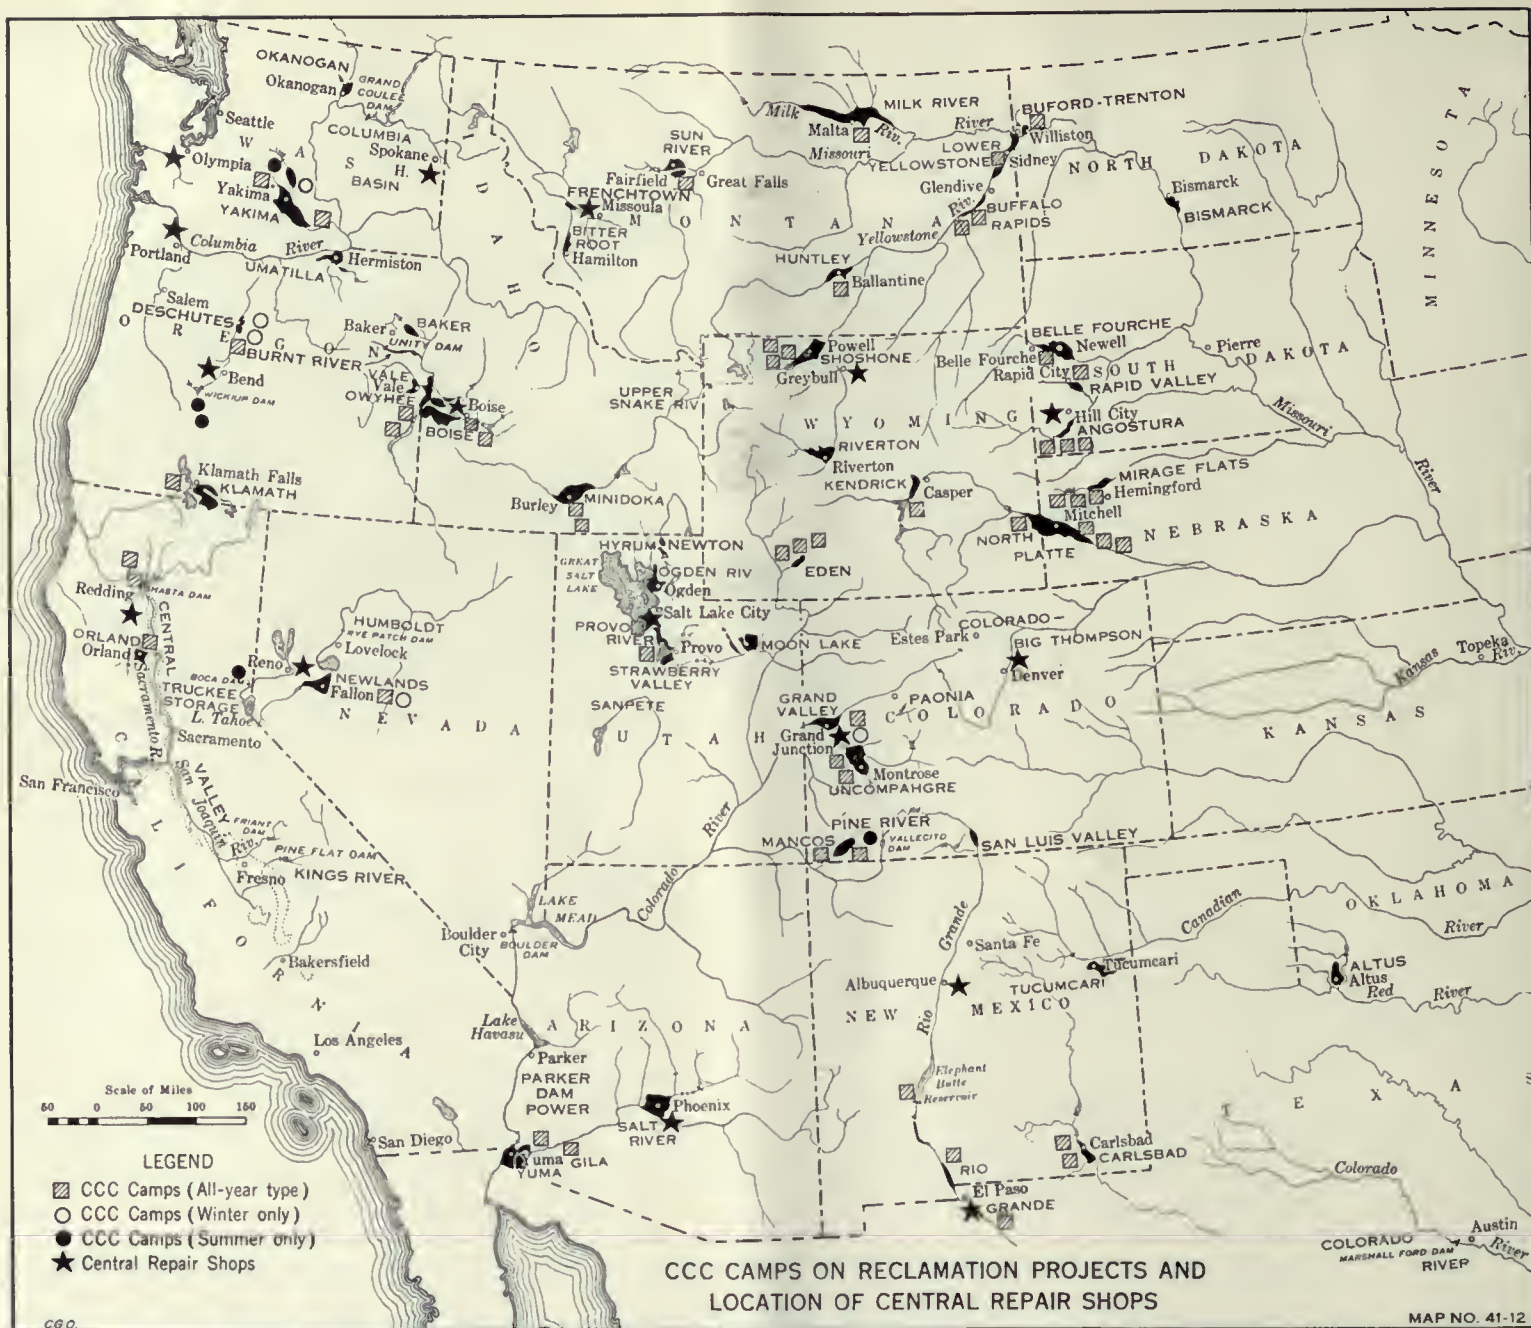 OKANOGAN
Okanogan
GRAND
COULEE
DAM
Seattle
COLUMBIA
Spokane
BASIN
W A S H.
Olympia
Yakima
YAKIMA
Columbia River
Portland
UMATILLA
Hermiston
Salem
DESCHUTES
O R E G O N
BURNT RIVER
Baker
BAKER
UNITY DAM
Bend
WICKIUP DAM
VALE
Vale
OWYHEE
Boise
BOISE
Klamath Falls
KLAMATH
I D A H O
UPPER
SNAKE RIV.
Burley
MINIDOKA
SUN
RIVER
Fairfield
Great Falls
FRENCHTOWN
Missoula
BITTER
ROOT
Hamilton
M O N T A N A
Milk Riv.
MILK RIVER
Malta
Missouri River
BUFORD-TRENTON
Williston
LOWER
YELLOWSTONE
Sidney
Glendive
Yellowstone Riv.
BUFFALO
RAPIDS
HUNTLEY
Ballantine
NORTH DAKOTA
Bismarck
BISMARCK
MINNESOTA
Powell
SHOSHONE
Greybull
W Y O M I N G
RIVERTON
Riverton
KENDRICK
Casper
EDEN
BELLE FOURCHE
Newell
Belle Fourche
Rapid City
SOUTH DAKOTA
Pierre
RAPID VALLEY
Hill City
ANGOSTURA
Missouri
River
MIRAGE FLATS
Hemingford
Mitchell
NORTH
PLATTE
NEBRASKA
Redding
SHASTA DAM
ORLAND
Orland
CENTRAL
VALLEY
Sacramento R.
BOCA DAM
TRUCKEE
STORAGE
L. Tahoe
Sacramento
San Francisco
San Joaquin
Riv.
FRIANT
DAM
PINE FLAT DAM
Fresno
KINGS RIVER
Bakersfield
C A L I F O R N I A
Los Angeles
San Diego
HUMBOLDT
RYE PATCH DAM
Lovelock
Reno
NEWLANDS
Fallon
N E V A D A
HYRUM
NEWTON
GREAT
SALT
LAKE
OGDEN RIV
Ogden
Salt Lake City
PROVO
RIVER
Provo
MOON LAKE
STRAWBERRY
VALLEY
SANPETE
U T A H
Estes Park
COLORADO-
BIG THOMPSON
Denver
GRAND
VALLEY
PAONIA
C O L O R A D O
Grand
Junction
Montrose
UNCOMPAHGRE
PINE RIVER
VALLECITO
DAM
MANCOS
SAN LUIS VALLEY
Topeka
Kansas Riv.
K A N S A S
Colorado River
LAKE
MEAD
Boulder
City
BOULDER
DAM
Lake
Havasu
A R I Z O N A
Parker
PARKER
DAM
POWER
Phoenix
SALT
RIVER
Yuma
YUMA
GILA
Santa Fe
Albuquerque
NEW MEXICO
Rio Grande
Tucumcari
TUCUMCARI
Canadian River
OKLAHOMA
ALTUS
Altus
Red River
Elephant
Butte
Reservoir
Carlsbad
CARLSBAD
RIO
GRANDE
El Paso
T E X A S
Colorado
River
Austin
COLORADO
RIVER
MARSHALL FORD DAM
Scale of Miles
50 0 50 100 150
LEGEND
CCC Camps (All-year type)
CCC Camps (Winter only)
CCC Camps (Summer only)
Central Repair Shops
CCC CAMPS ON RECLAMATION PROJECTS AND
LOCATION OF CENTRAL REPAIR SHOPS
C.G.O.
MAP NO. 41-12